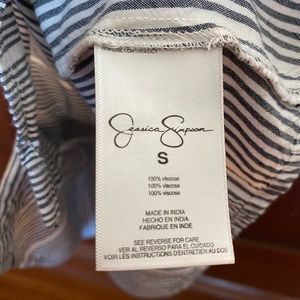 Jessica Simpson
S
100% viscose
100% viscosa
100% viscose
MADE IN INDIA
HECHO EN INDIA
FABRIQUE EN INDE
SEE REVERSE FOR CARE
VER AL REVERSO PARA EL CUIDADO
VOIR LES INSTRUCTIONS D'ENTRETIEN AU DOS